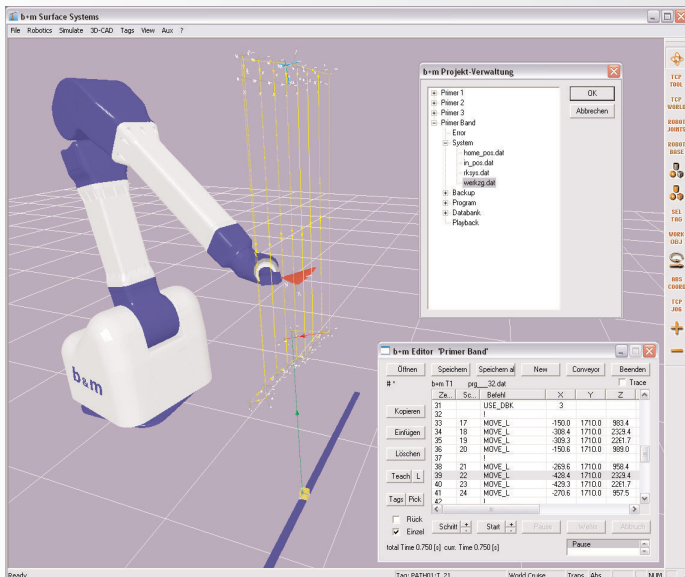 b+m Surface Systems
File Robotics Simulate 3D-CAD Tags View Aux ?
TCP TOOL
TCP WORLD
ROBOT JOINTS
ROBOT BASE
SEL TAG
WORK OBJ
ABS COORD
TCP JOG
b+m Projekt-Verwaltung
OK
Abbrechen
Primer 1
Primer 2
Primer 3
Primer Band
Error
System
home_pos.dat
in_pos.dat
rksys.dat
werkzg.dat
Backup
Program
Databank
Playback
b&m
b+m Editor 'Primer Band'
Öffnen Speichern Speichern al New Conveyor Beenden
# * b+m T1 prg___32.dat Trace
Ze... Sc... Befehl X Y Z
31 USE_DBK 3
32 !
33 17 MOVE_L -150.0 1710.0 983.4
34 18 MOVE_L -308.4 1710.0 2329.4
35 19 MOVE_L -309.3 1710.0 2261.7
36 20 MOVE_L -150.6 1710.0 989.0
37 !
38 21 MOVE_L -269.6 1710.0 958.4
39 22 MOVE_L -428.4 1710.0 2329.4
40 23 MOVE_L -429.3 1710.0 2261.7
41 24 MOVE_L -270.6 1710.0 957.5
42 !
Kopieren
Einfügen
Löschen
Teach L
Tags Pick
Rück
Einzel
Schritt + - Start + - Pause Weiter Abbruch
total Time 0.750 [s] curr. Time 0.750 [s] Pause
Ready Tag: PATH01:T_21 World Cruise Trans Abs NUM